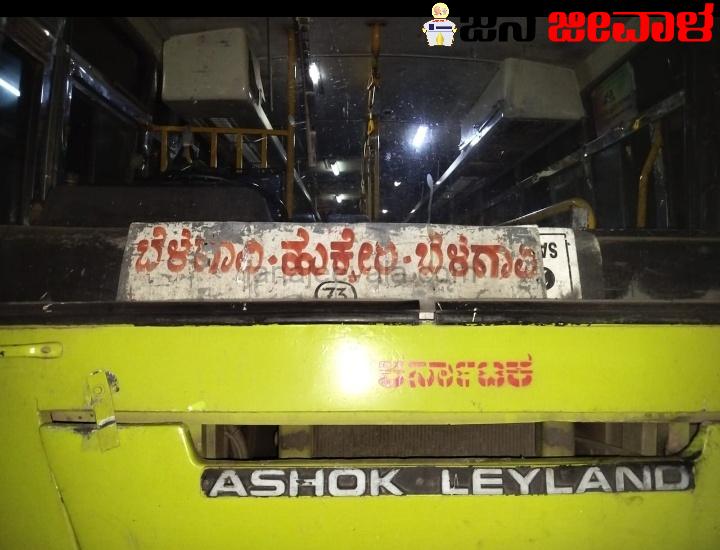 ಜನ ಜೀವಾಳ
ಬೆಳಗಾವಿ·ಹುಕ್ಕೇರಿ·ಬೆಳಗಾವಿ
73
ಕರ್ನಾಟಕ
ASHOK LEYLAND